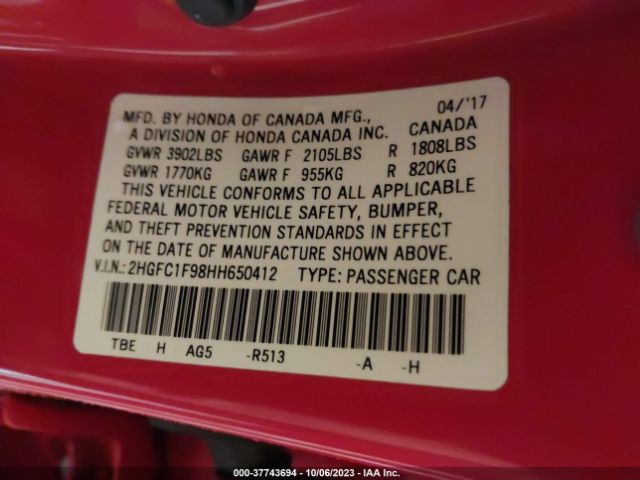 MFD. BY HONDA OF CANADA MFG., 04/'17
A DIVISION OF HONDA CANADA INC. CANADA
GVWR 3902LBS GAWR F 2105LBS R 1808LBS
GVWR 1770KG GAWR F 955KG R 820KG
THIS VEHICLE CONFORMS TO ALL APPLICABLE
FEDERAL MOTOR VEHICLE SAFETY, BUMPER,
AND THEFT PREVENTION STANDARDS IN EFFECT
ON THE DATE OF MANUFACTURE SHOWN ABOVE.
V.I.N.:2HGFC1F98HH650412 TYPE: PASSENGER CAR
TBE H AG5 -R513 -A -H
000-37743694 - 10/06/2023 - IAA Inc.